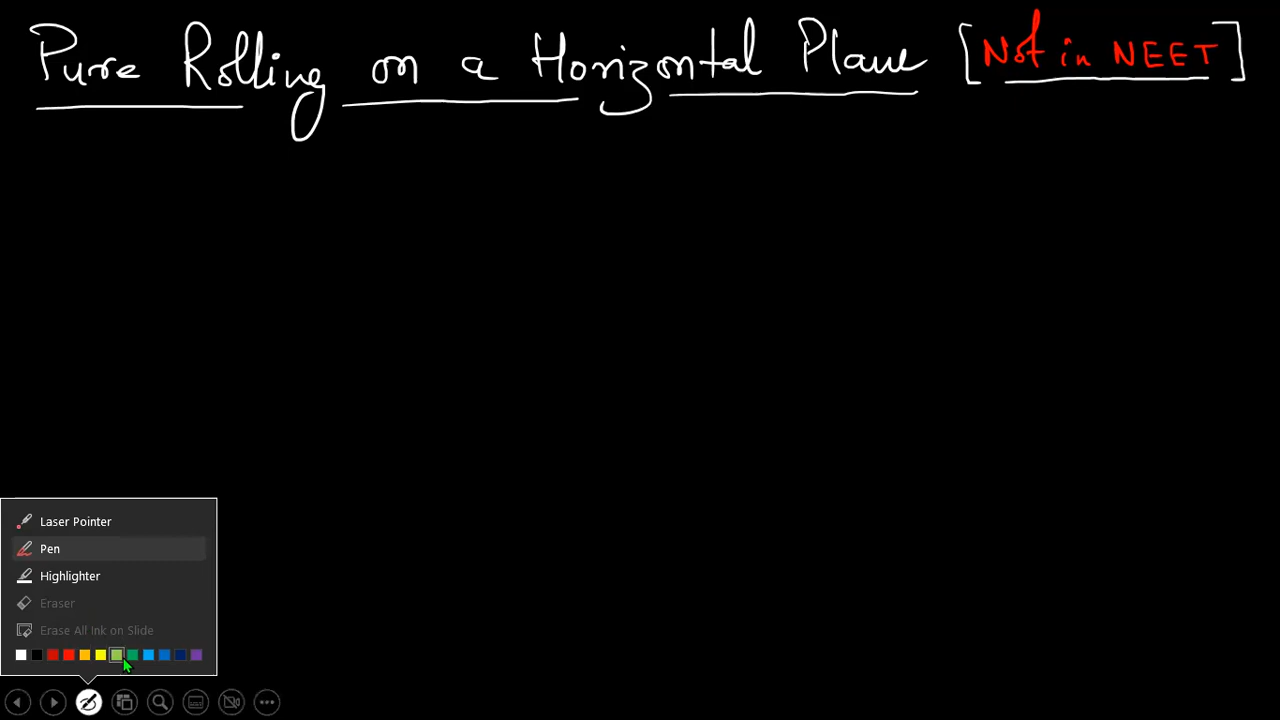 Pure Rolling on a Horizontal Plane [Not in NEET]
Laser Pointer
Pen
Highlighter
Eraser
Erase All Ink on Slide